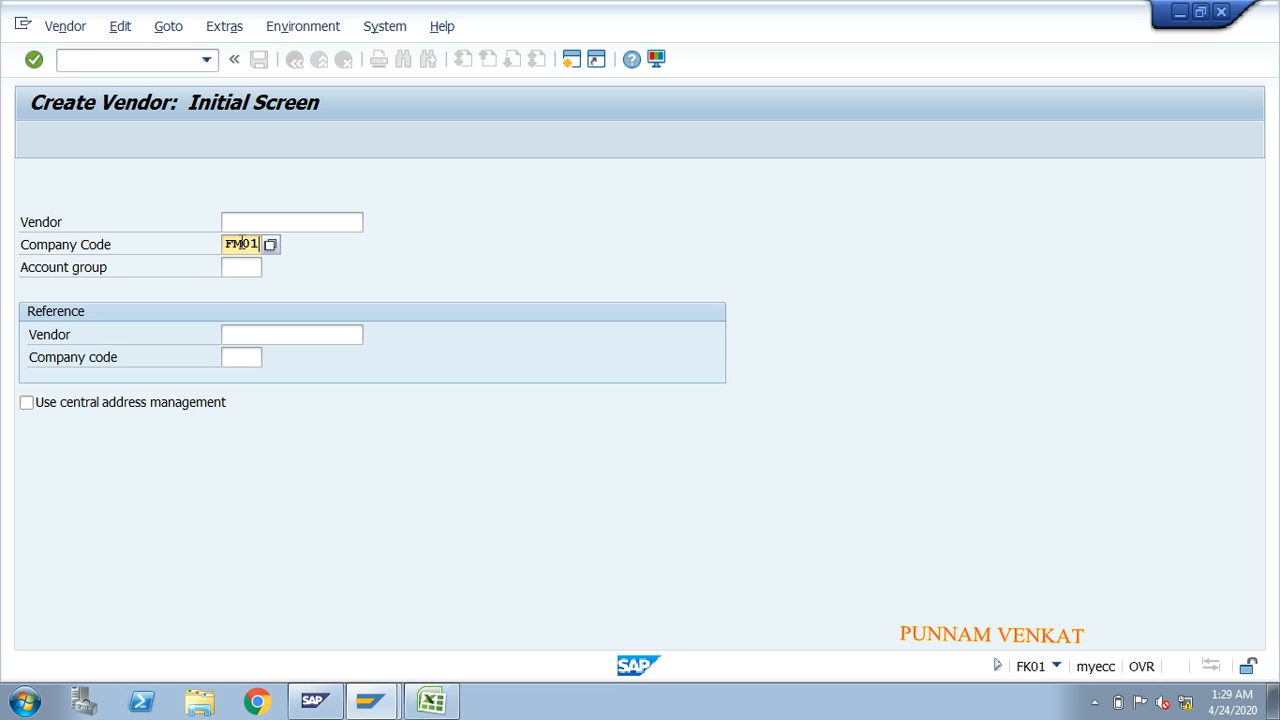 Vendor Edit Goto Extras Environment System Help
Create Vendor: Initial Screen
Vendor
Company Code FM01
Account group
Reference
Vendor
Company code
Use central address management
PUNNAM VENKAT
SAP FK01 myecc OVR
SAP
1:29 AM
4/24/2020